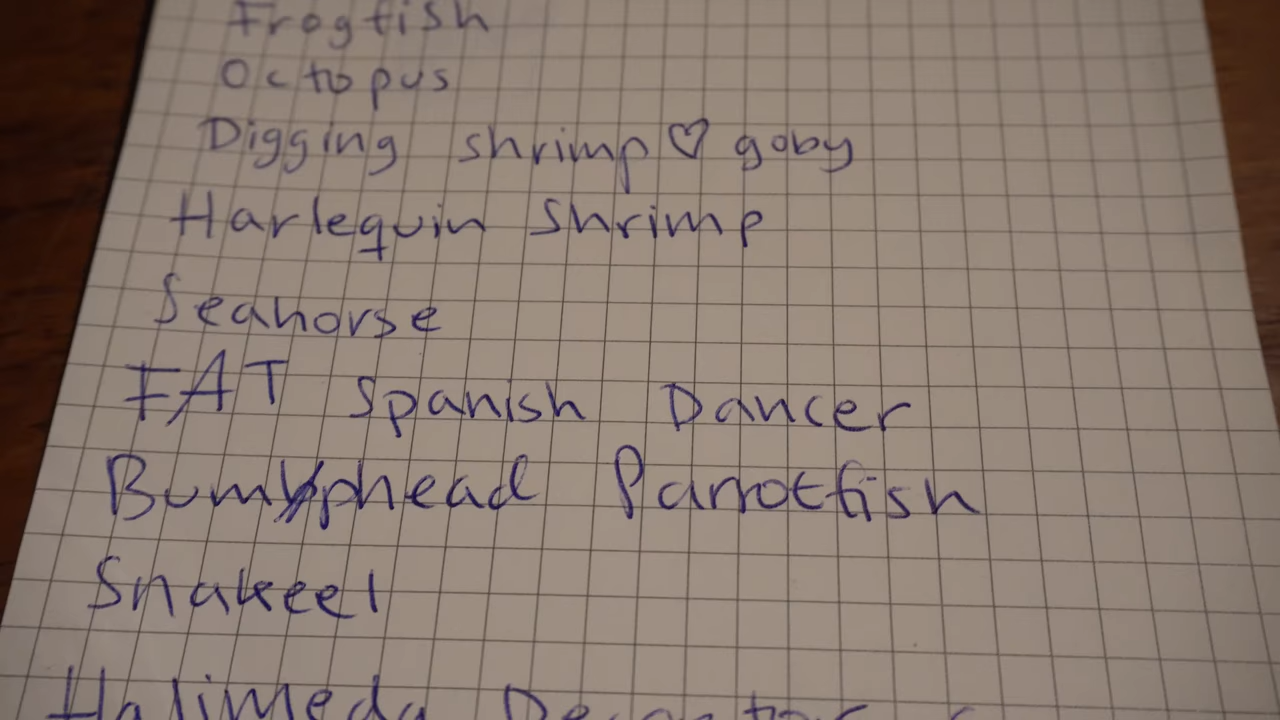 Frogfish
Octopus
Digging shrimp ♡ goby
Harlequin Shrimp
Seahorse
FAT Spanish Dancer
Bumphead Parrotfish
Snakeel
Halimeda